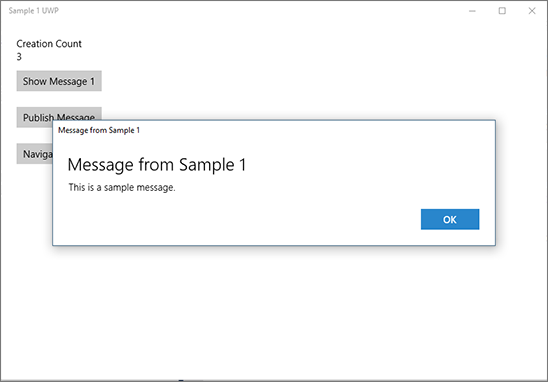 Sample 1 UWP
Creation Count
3
Show Message 1
Publish Message
Naviga
Message from Sample 1
Message from Sample 1
This is a sample message.
OK